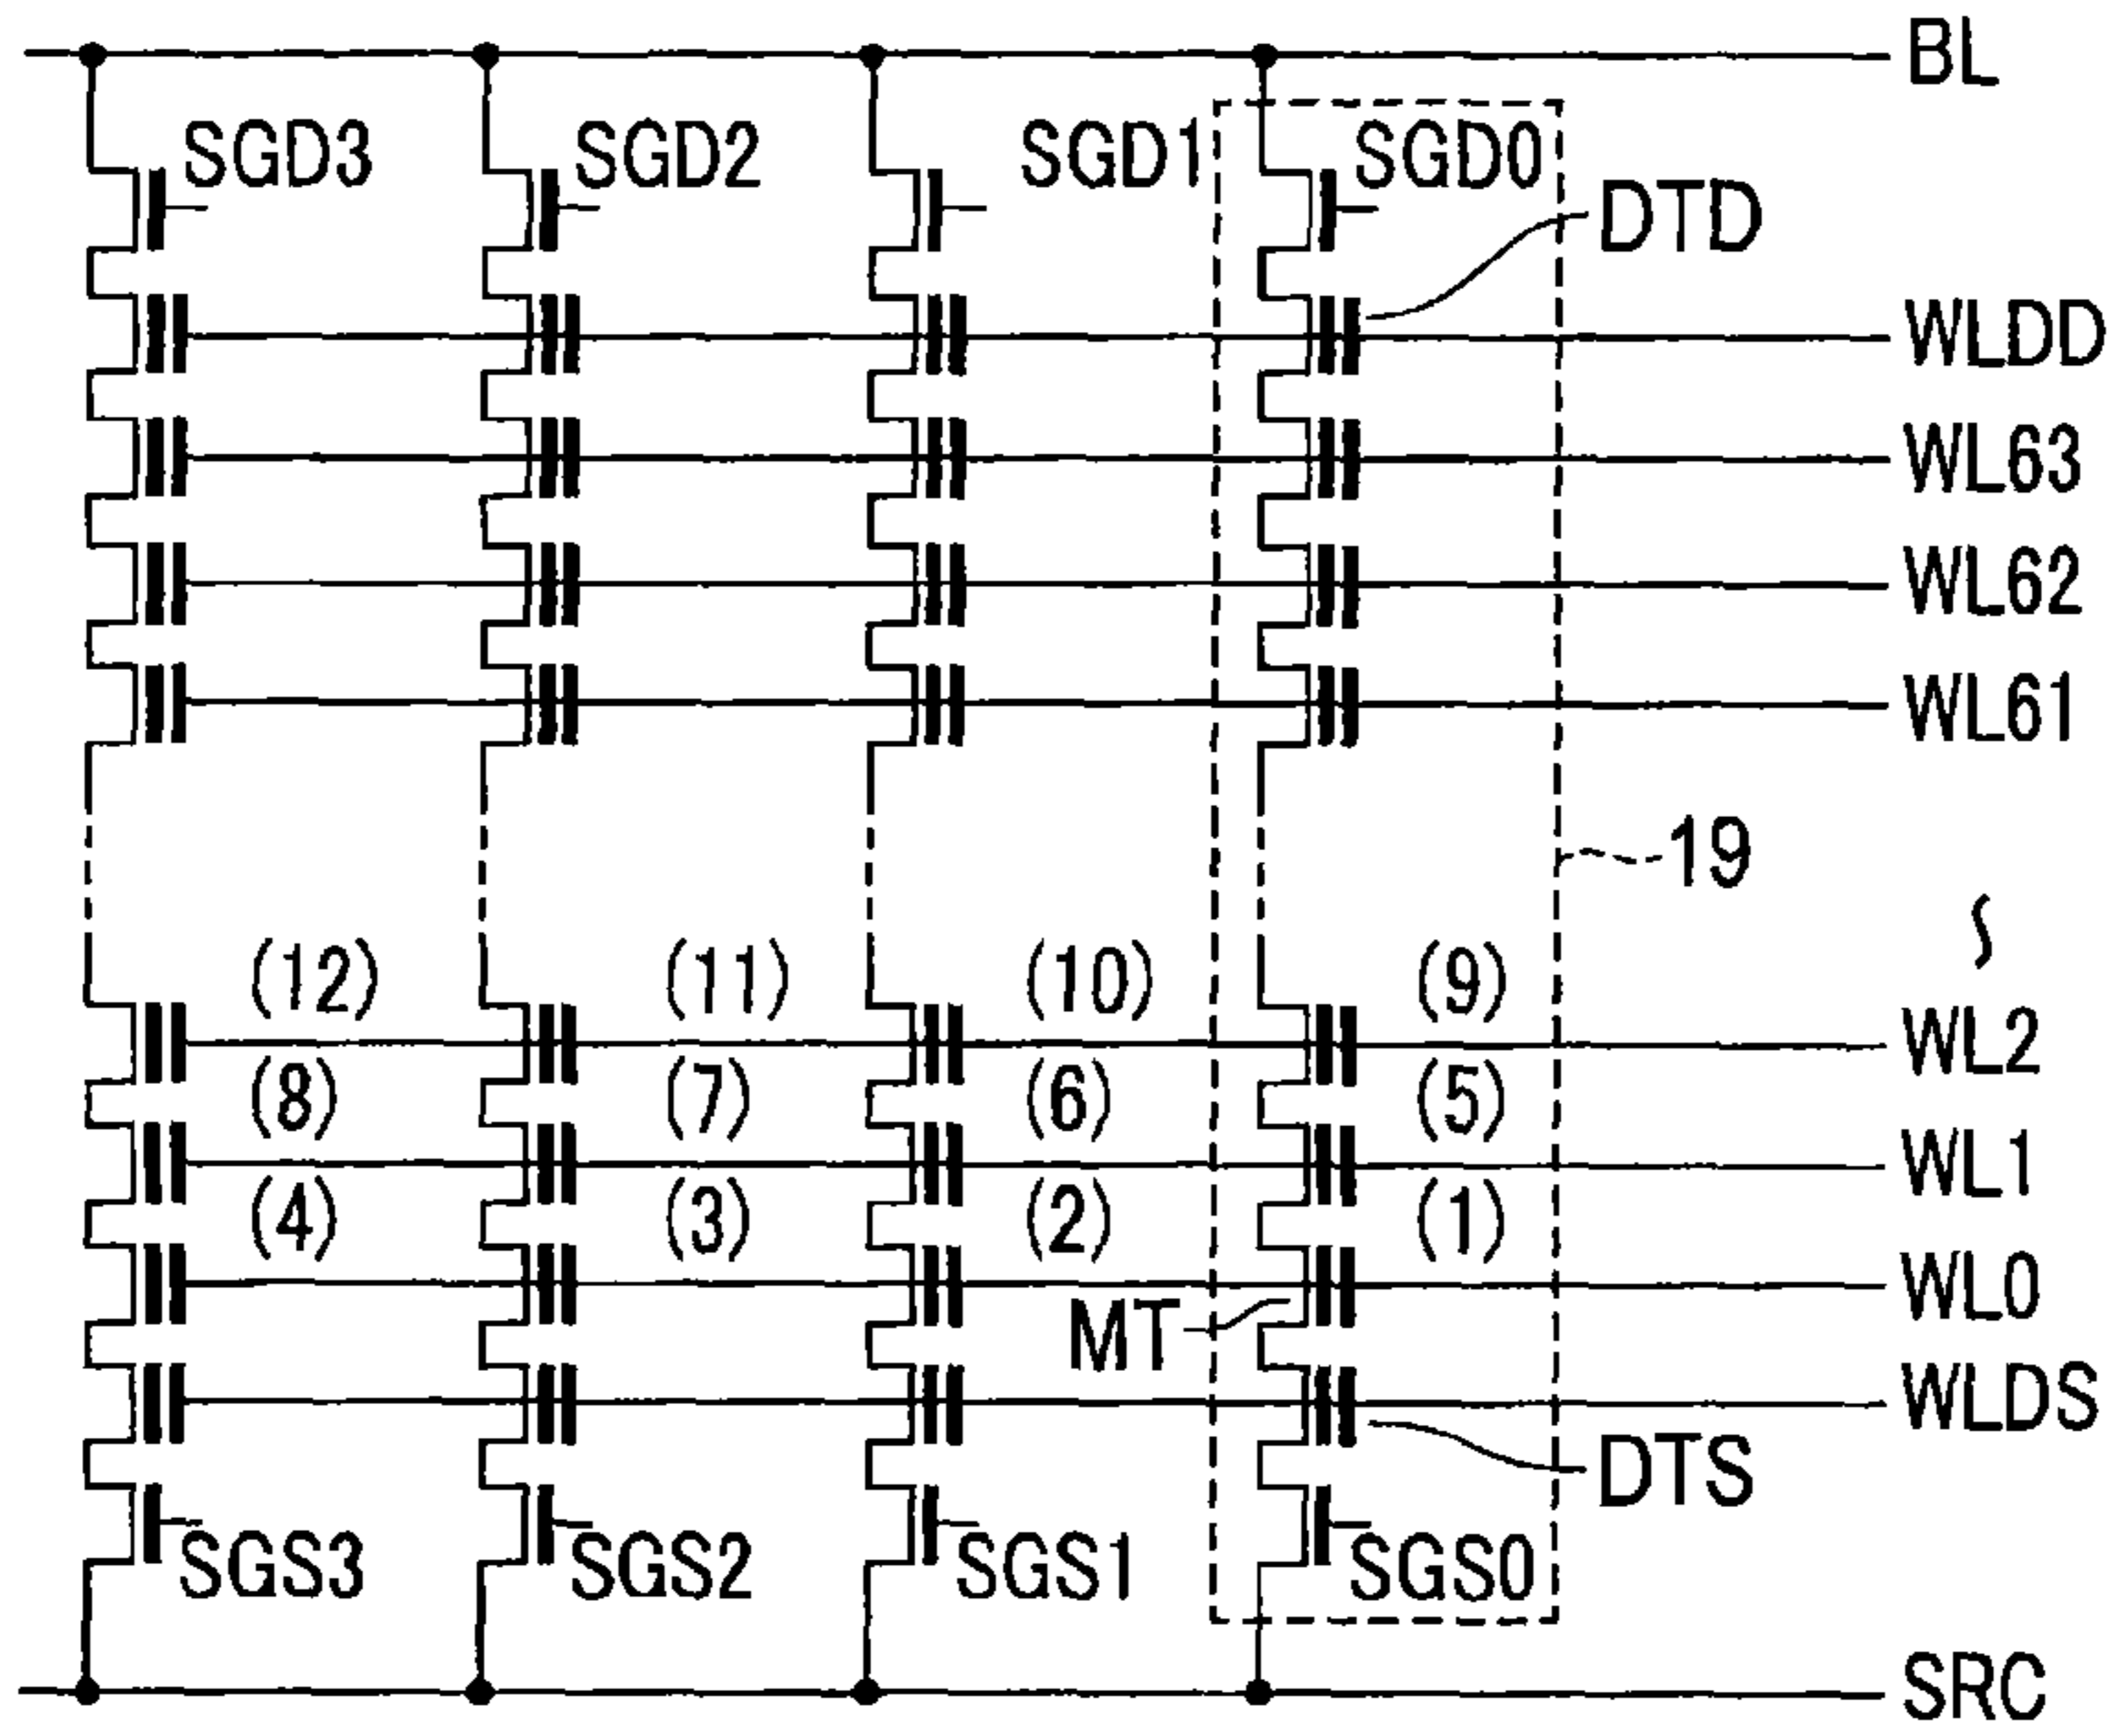 BL
SGD3 SGD2 SGD1 SGD0
DTD
WLDD
WL63
WL62
WL61
19
(12) (11) (10) (9)
WL2
(8) (7) (6) (5)
WL1
(4) (3) (2) (1)
WL0
MT
WLDS
DTS
SGS3 SGS2 SGS1 SGS0
SRC